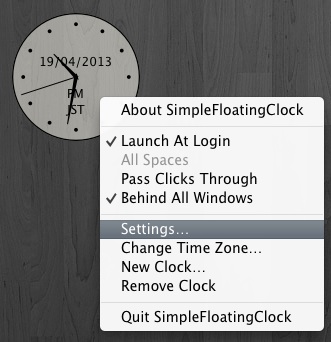 19/04/2013
PM
JST
About SimpleFloatingClock
✓ Launch At Login
All Spaces
Pass Clicks Through
✓ Behind All Windows
Settings...
Change Time Zone...
New Clock...
Remove Clock
Quit SimpleFloatingClock